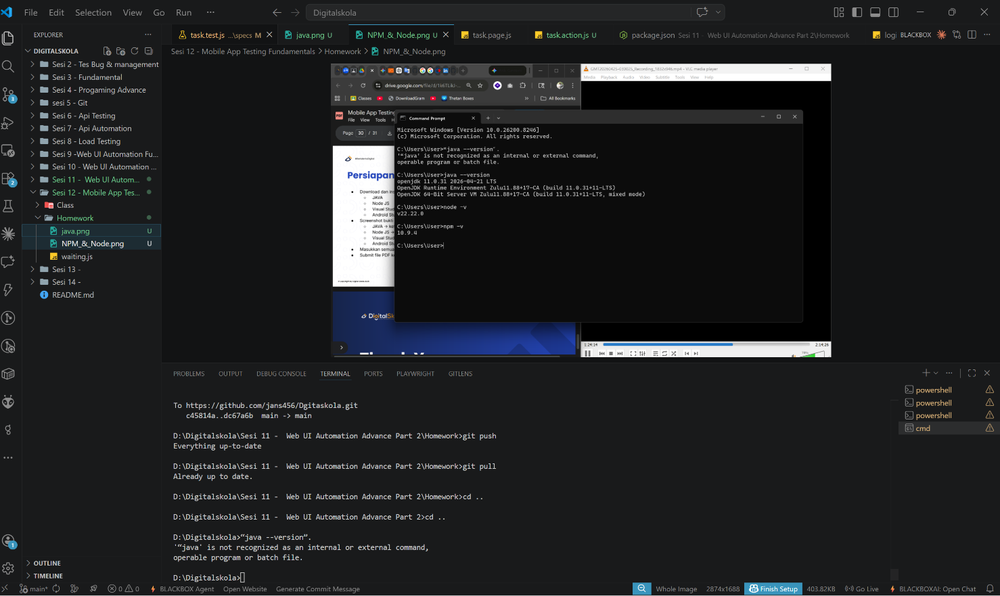 File Edit Selection View Go Run ···
Digitalskola
EXPLORER
task.test.js ...\specs M
java.png U
NPM_&_Node.png U
task.page.js
task.action.js U
package.json Sesi 11 - Web UI Automation Advance Part 2\Homework
logi
BLACKBOX
Sesi 12 - Mobile App Testing Fundamentals > Homework > NPM_&_Node.png
DIGITALSKOLA
Sesi 2 - Tes Bug & management
Sesi 3 - Fundamental
Sesi 4 - Progaming Advance
sesi 5 - Git
Sesi 6 - Api Testing
Sesi 7 - Api Automation
Sesi 8 - Load Testing
Sesi 9 -Web UI Automation Fu...
Sesi 10 - Web UI Automation ...
Sesi 11 - Web UI Autom...
Sesi 12 - Mobile App Tes...
Class
Homework
java.png U
NPM_&_Node.png U
waiting.js
Sesi 13 -
Sesi 14 -
README.md
OUTLINE
TIMELINE
drive.google.com/file/d/1k6TLikJ-...
Classes
DownloadGram
Thetan Boxes
All Bookmarks
Mobile App Testing
File View Tools H
Page 30 / 31
Persiapan
Download dan ins
JAVA
Node JS
Visual Stud
Android Stu
Screenshot bukti
JAVA → ke
Node JS →
Visual Stud
Android Stu
Masukkan semua
Submit file PDF ke
DigitalSk
Thank Y
GMT20260425-030025_Recording_1832x946.mp4 - VLC media player
Media Playback Audio Video Subtitle Tools View Help
Command Prompt
Microsoft Windows [Version 10.0.26200.8246]
(c) Microsoft Corporation. All rights reserved.
C:\Users\User>“java --version”.
'“java' is not recognized as an internal or external command,
operable program or batch file.
C:\Users\User>java --version
openjdk 11.0.31 2026-04-21 LTS
OpenJDK Runtime Environment Zulu11.88+17-CA (build 11.0.31+11-LTS)
OpenJDK 64-Bit Server VM Zulu11.88+17-CA (build 11.0.31+11-LTS, mixed mode)
C:\Users\User>node -v
v22.22.0
C:\Users\User>npm -v
10.9.4
C:\Users\User>
1:24:14
2:14:26
PROBLEMS OUTPUT DEBUG CONSOLE TERMINAL PORTS PLAYWRIGHT GITLENS
To https://github.com/jans456/Dgitaskola.git
c45814a..dc67a6b main -> main
D:\Digitalskola\Sesi 11 -  Web UI Automation Advance Part 2\Homework>git push
Everything up-to-date
D:\Digitalskola\Sesi 11 -  Web UI Automation Advance Part 2\Homework>git pull
Already up to date.
D:\Digitalskola\Sesi 11 -  Web UI Automation Advance Part 2\Homework>cd ..
D:\Digitalskola\Sesi 11 -  Web UI Automation Advance Part 2>cd ..
D:\Digitalskola>“java --version”.
'“java' is not recognized as an internal or external command,
operable program or batch file.
D:\Digitalskola>
powershell
powershell
powershell
cmd
main* 0 0 BLACKBOX Agent Open Website Generate Commit Message
Whole Image 2874x1688 Finish Setup 403.82KB Go Live BLACKBOXAI: Open Chat